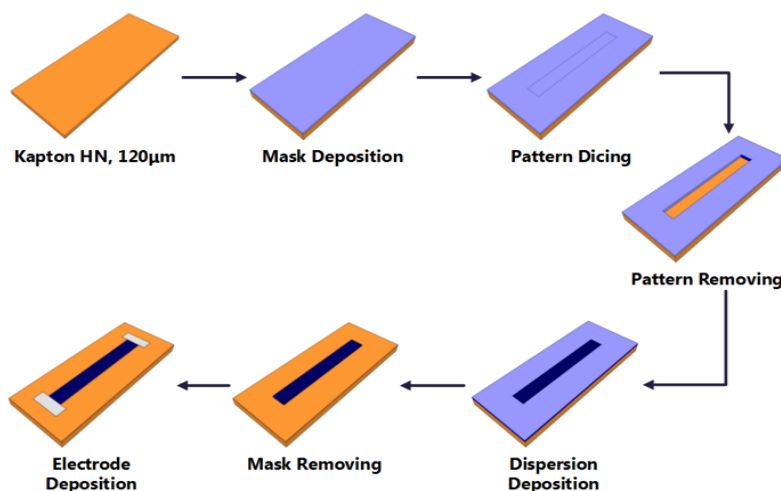 Kapton HN, 120µm
Mask Deposition
Pattern Dicing
Pattern Removing
Electrode
Deposition
Mask Removing
Dispersion
Deposition